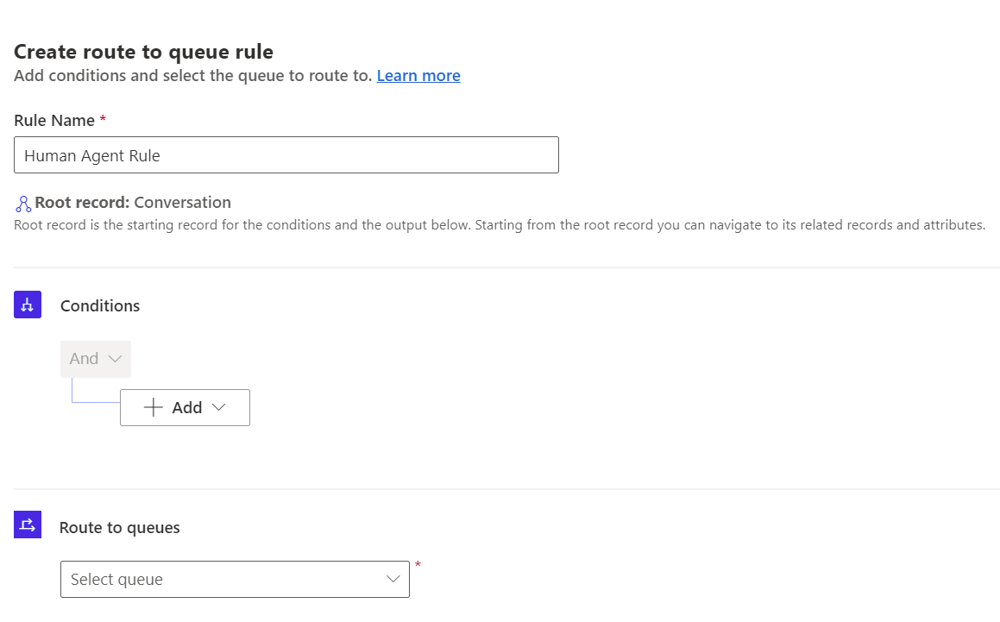 Create route to queue rule
Add conditions and select the queue to route to. Learn more
Rule Name *
Human Agent Rule
Root record: Conversation
Root record is the starting record for the conditions and the output below. Starting from the root record you can navigate to its related records and attributes.
Conditions
And
Add
Route to queues
Select queue *